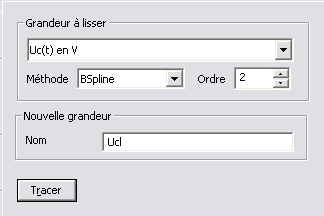 Grandeur à lisser
Uc(t) en V
Méthode BSpline Ordre 2
Nouvelle grandeur
Nom Ucl
Tracer